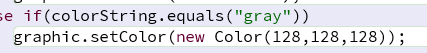 se if(colorString.equals("gray"))
graphic.setColor(new Color(128,128,128));